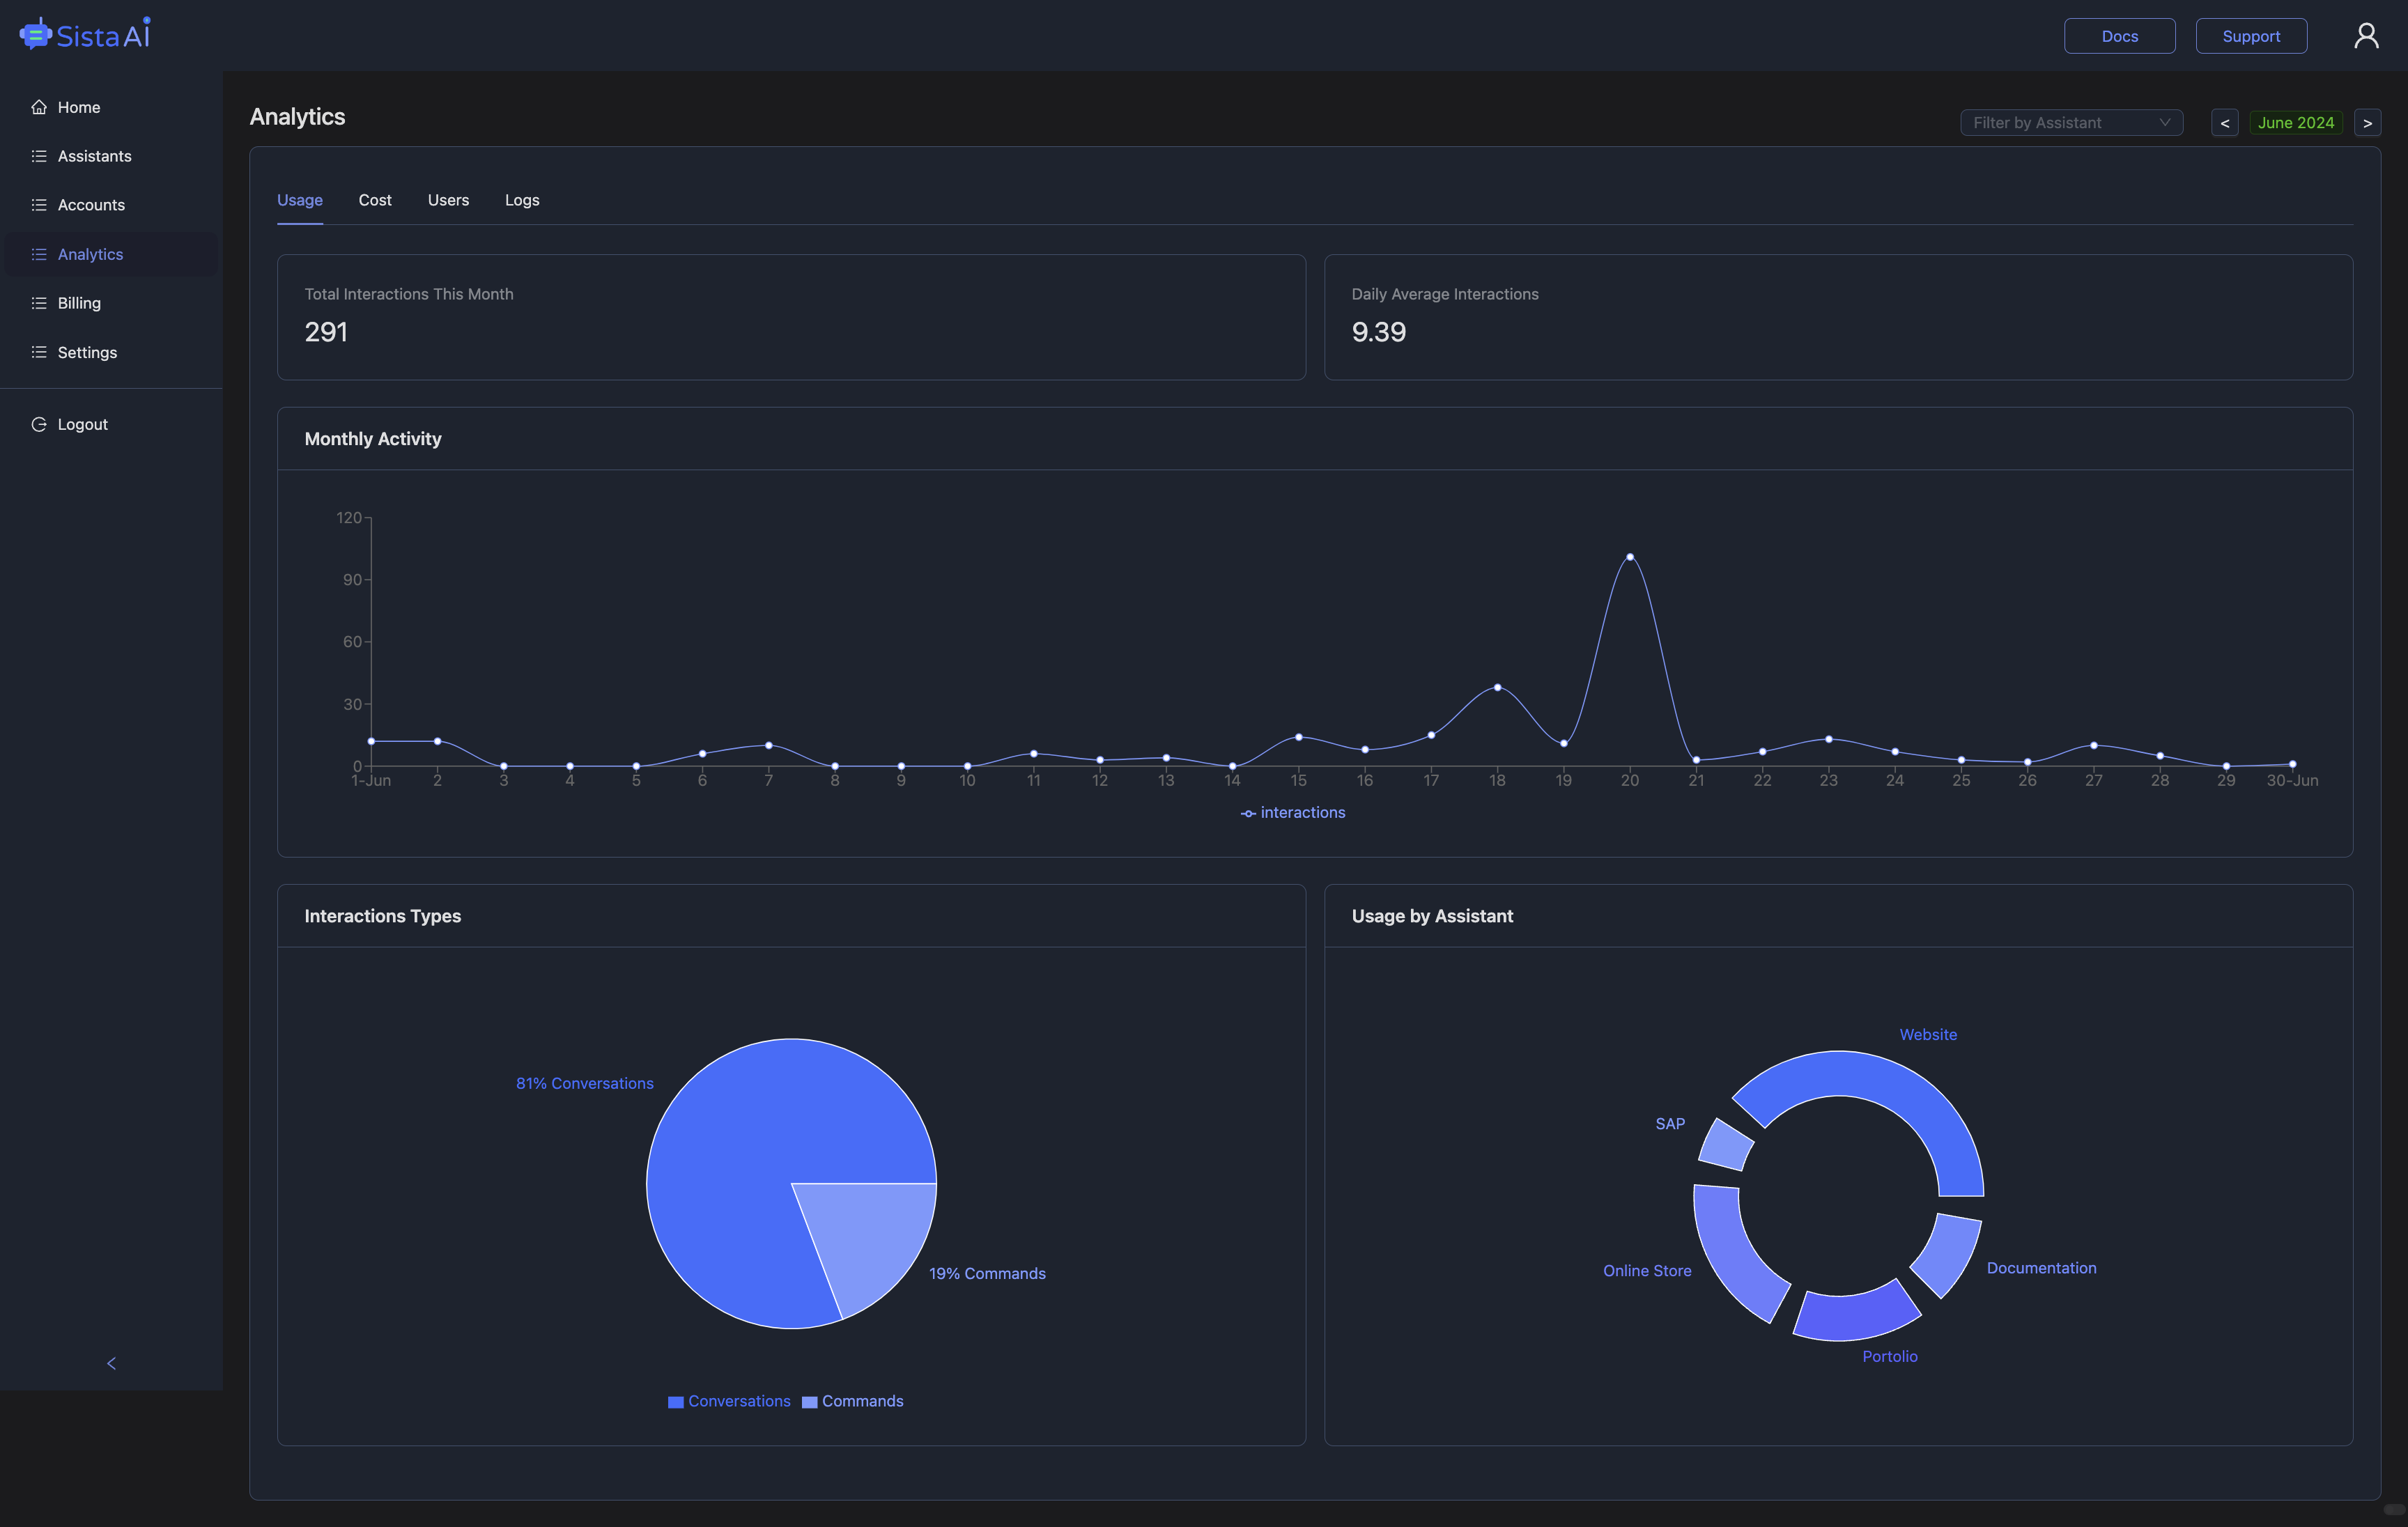 Sista Ai
Docs
Support
Home
Assistants
Accounts
Analytics
Billing
Settings
Logout
Analytics
Filter by Assistant
<
June 2024
>
Usage
Cost
Users
Logs
Total Interactions This Month
291
Daily Average Interactions
9.39
Monthly Activity
120
90
60
30
0
1-Jun 2 3 4 5 6 7 8 9 10 11 12 13 14 15 16 17 18 19 20 21 22 23 24 25 26 27 28 29 30-Jun
interactions
Interactions Types
81% Conversations
19% Commands
Conversations
Commands
Usage by Assistant
Website
SAP
Online Store
Documentation
Portolio